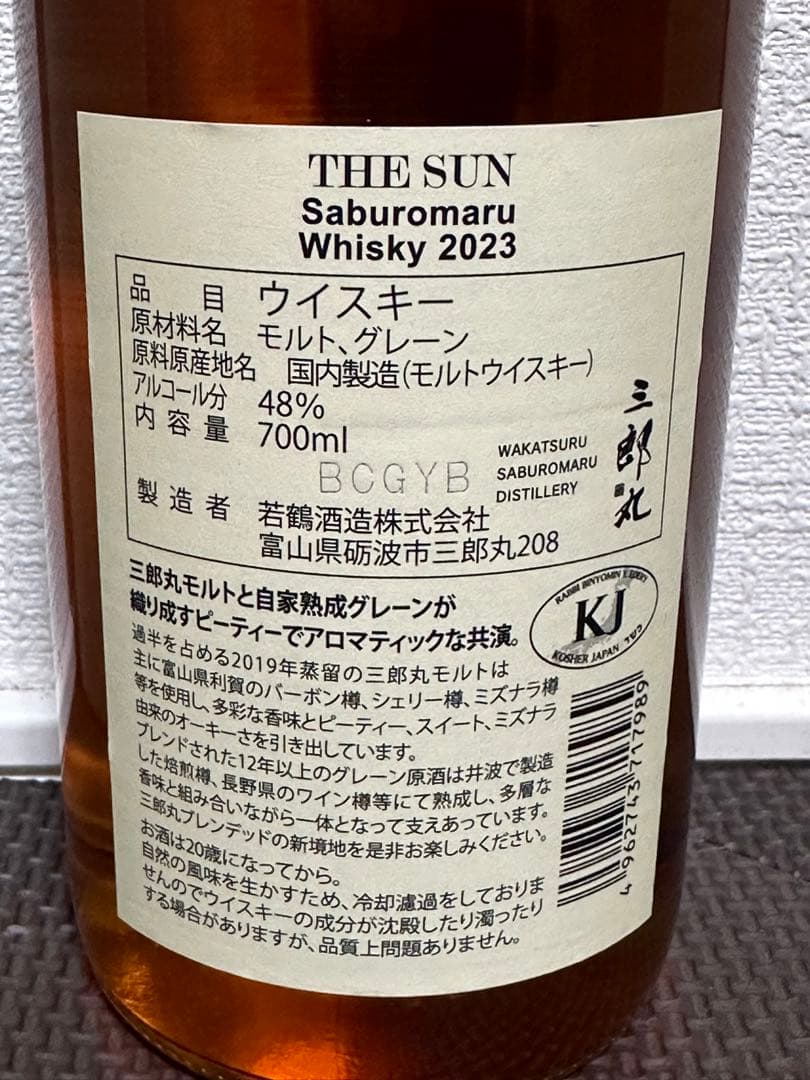 THE SUN
Saburomaru
Whisky 2023
品目 ウイスキー
原材料名 モルト、グレーン
原料原産地名 国内製造(モルトウイスキー)
アルコール分 48%
内容量 700ml
BCGYB
WAKATSURU
SABUROMARU
DISTILLERY
三郎丸
製造者 若鶴酒造株式会社
富山県砺波市三郎丸208
三郎丸モルトと自家熟成グレーンが
織り成すピーティーでアロマティックな共演。
過半を占める2019年蒸留の三郎丸モルトは
主に富山県利賀のバーボン樽、シェリー樽、ミズナラ樽
等を使用し、多彩な香味とピーティー、スイート、ミズナラ
由来のオーキーさを引き出しています。
ブレンドされた12年以上のグレーン原酒は井波で製造
した焙煎樽、長野県のワイン樽等にて熟成し、多層な
香味と組み合いながら一体となって支えあっています。
三郎丸ブレンデッドの新境地を是非お楽しみください。
お酒は20歳になってから。
自然の風味を生かすため、冷却濾過をしておりま
せんのでウイスキーの成分が沈殿したり濁ったり
する場合がありますが、品質上問題ありません。
RABBI BINYOMIN Y. EDERY
KJ
KOSHER JAPAN כשר
4 962743 717989